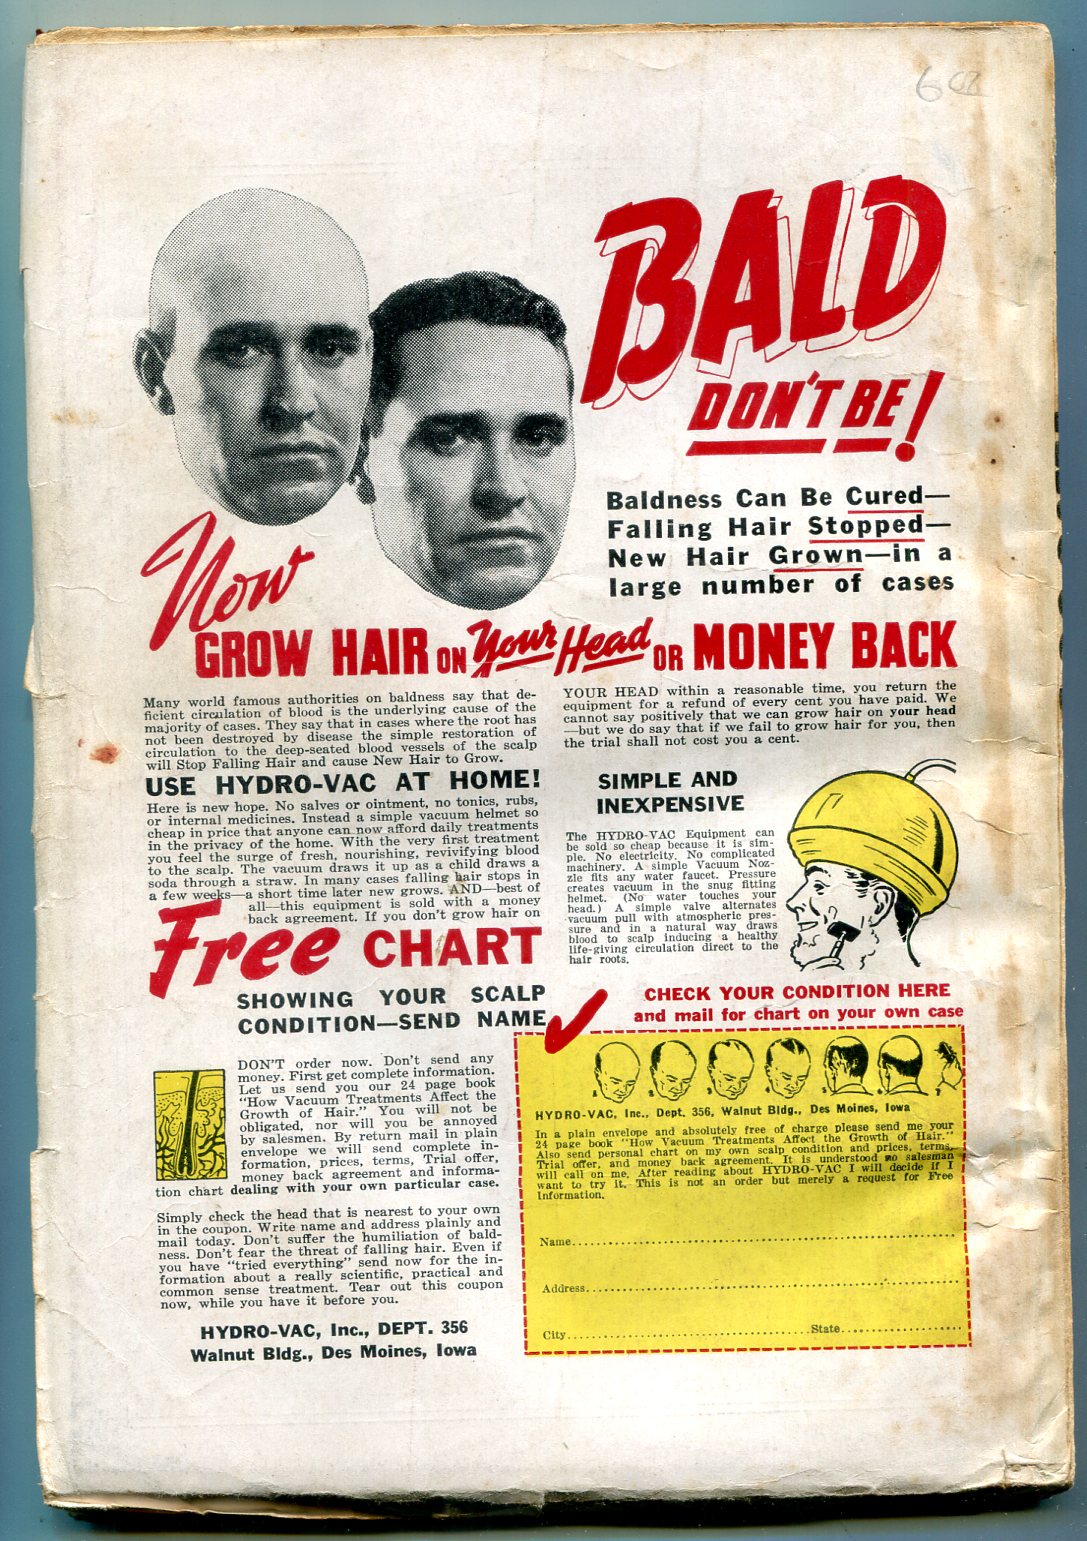 602
BALD
DON'T BE!
Baldness Can Be Cured—
Falling Hair Stopped—
New Hair Grown—in a
large number of cases
Now
GROW HAIR ON Your Head OR MONEY BACK
Many world famous authorities on baldness say that de-
ficient circulation of blood is the underlying cause of the
majority of cases. They say that in cases where the root has
not been destroyed by disease the simple restoration of
circulation to the deep-seated blood vessels of the scalp
will Stop Falling Hair and cause New Hair to Grow.
USE HYDRO-VAC AT HOME!
Here is new hope. No salves or ointment, no tonics, rubs,
or internal medicines. Instead a simple vacuum helmet so
cheap in price that anyone can now afford daily treatments
in the privacy of the home. With the very first treatment
you feel the surge of fresh, nourishing, revivifying blood
to the scalp. The vacuum draws it up as a child draws a
soda through a straw. In many cases falling hair stops in
a few weeks—a short time later new grows. AND—best of
all—this equipment is sold with a money
back agreement. If you don't grow hair on
YOUR HEAD within a reasonable time, you return the
equipment for a refund of every cent you have paid. We
cannot say positively that we can grow hair on your head
—but we do say that if we fail to grow hair for you, then
the trial shall not cost you a cent.
SIMPLE AND
INEXPENSIVE
The HYDRO-VAC Equipment can
be sold so cheap because it is sim-
ple. No electricity. No complicated
machinery. A simple Vacuum Noz-
zle fits any water faucet. Pressure
creates vacuum in the snug fitting
helmet. (No water touches your
head.) A simple valve alternates
vacuum pull with atmospheric pres-
sure and in a natural way draws
blood to scalp inducing a healthy
life-giving circulation direct to the
hair roots.
Free CHART
SHOWING YOUR SCALP
CONDITION—SEND NAME
DON'T order now. Don't send any
money. First get complete information.
Let us send you our 24 page book
"How Vacuum Treatments Affect the
Growth of Hair." You will not be
obligated, nor will you be annoyed
by salesmen. By return mail in plain
envelope we will send complete in-
formation, prices, terms, Trial offer,
money back agreement and informa-
tion chart dealing with your own particular case.
Simply check the head that is nearest to your own
in the coupon. Write name and address plainly and
mail today. Don't suffer the humiliation of bald-
ness. Don't fear the threat of falling hair. Even if
you have "tried everything" send now for the in-
formation about a really scientific, practical and
common sense treatment. Tear out this coupon
now, while you have it before you.
HYDRO-VAC, Inc., DEPT. 356
Walnut Bldg., Des Moines, Iowa
CHECK YOUR CONDITION HERE
and mail for chart on your own case
HYDRO-VAC, Inc., Dept. 356, Walnut Bldg., Des Moines, Iowa
In a plain envelope and absolutely free of charge please send me your
24 page book "How Vacuum Treatments Affect the Growth of Hair."
Also send personal chart on my own scalp condition and prices, terms,
Trial offer, and money back agreement. It is understood no salesman
will call on me. After reading about HYDRO-VAC I will decide if I
want to try it. This is not an order but merely a request for Free
Information.
Name
Address
City State